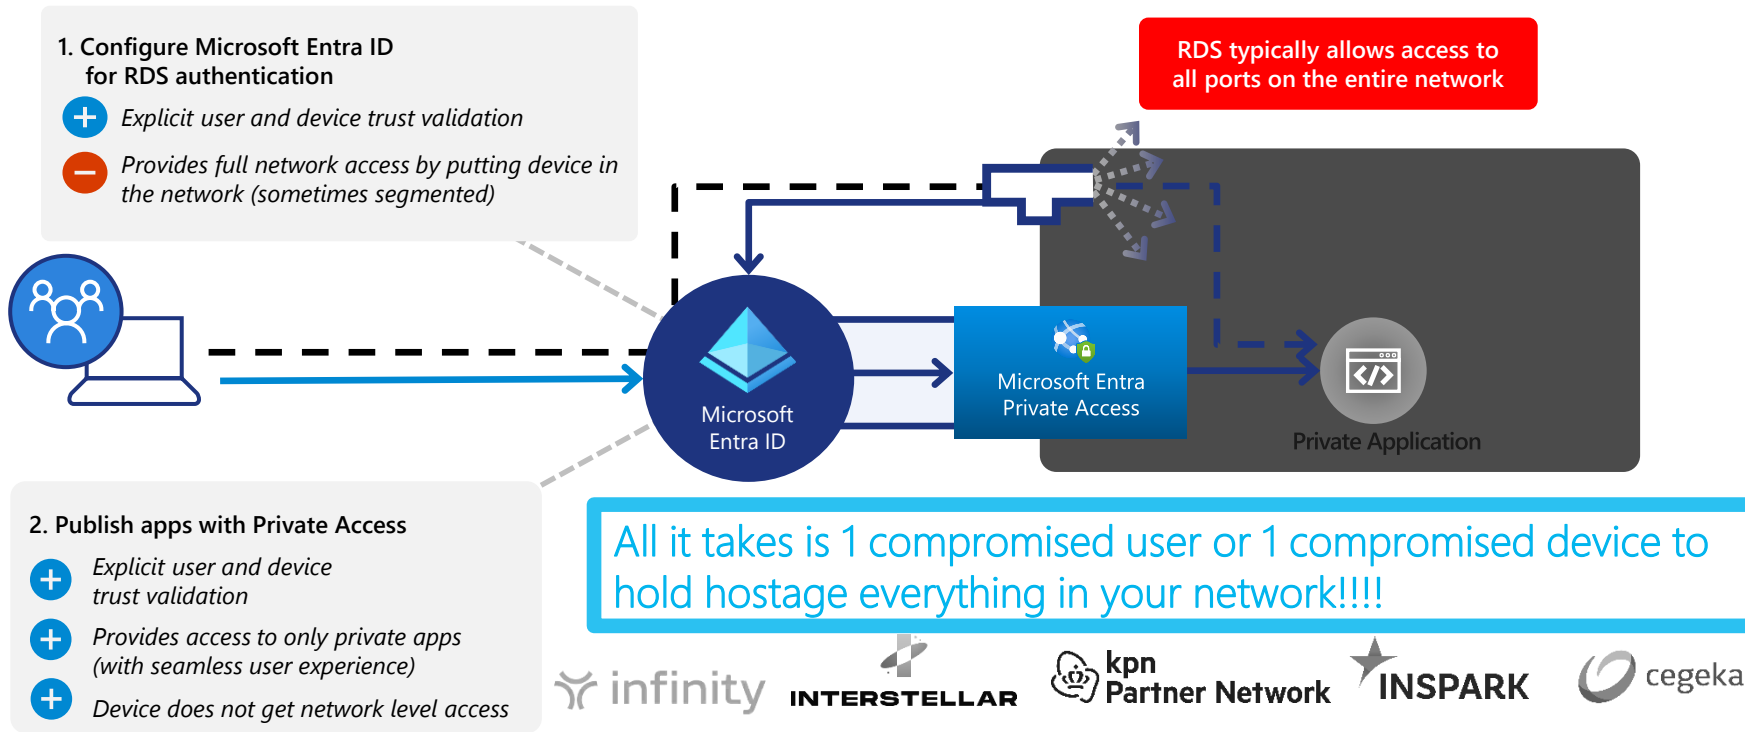 1. Configure Microsoft Entra ID
for RDS authentication
Explicit user and device trust validation
Provides full network access by putting device in
the network (sometimes segmented)
RDS typically allows access to
all ports on the entire network
Microsoft
Entra ID
Microsoft Entra
Private Access
Private Application
2. Publish apps with Private Access
Explicit user and device
trust validation
Provides access to only private apps
(with seamless user experience)
Device does not get network level access
All it takes is 1 compromised user or 1 compromised device to
hold hostage everything in your network!!!!
infinity
INTERSTELLAR
kpn
Partner Network
INSPARK
cegeka